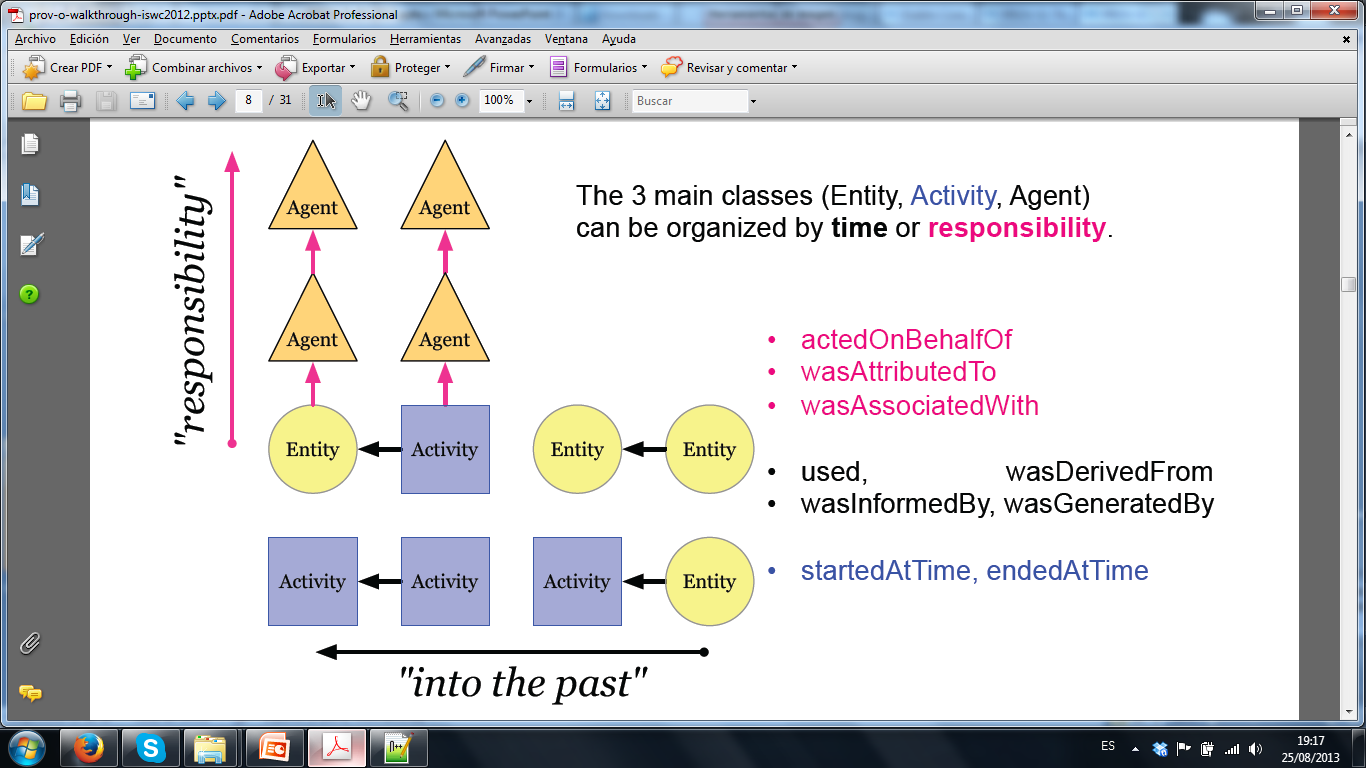 prov-o-walkthrough-iswc2012.pptx.pdf - Adobe Acrobat Professional
Archivo Edición Ver Documento Comentarios Formularios Herramientas Avanzadas Ventana Ayuda
Crear PDF Combinar archivos Exportar Proteger Firmar Formularios Revisar y comentar
8 / 31 100% Buscar
"responsibility"
Agent Agent
The 3 main classes (Entity, Activity, Agent)
can be organized by time or responsibility.
Agent Agent
• actedOnBehalfOf
• wasAttributedTo
• wasAssociatedWith
Entity Activity Entity Entity
• used, wasDerivedFrom
• wasInformedBy, wasGeneratedBy
Activity Activity Activity Entity
• startedAtTime, endedAtTime
"into the past"
ES
19:17
25/08/2013